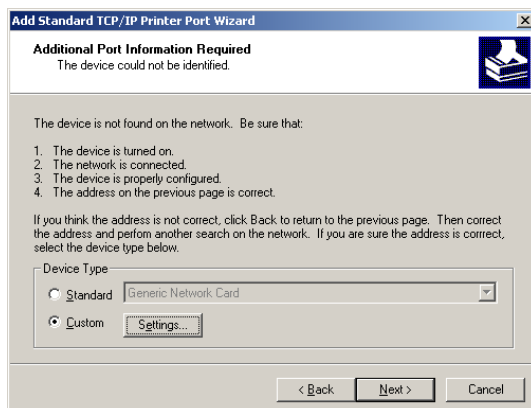 Add Standard TCP/IP Printer Port Wizard
Additional Port Information Required
The device could not be identified.
The device is not found on the network. Be sure that:
1. The device is turned on.
2. The network is connected.
3. The device is properly configured.
4. The address on the previous page is correct.
If you think the address is not correct, click Back to return to the previous page. Then correct
the address and perfom another search on the network. If you are sure the address is correct,
select the device type below.
Device Type
Standard
Generic Network Card
Custom
Settings...
< Back
Next >
Cancel